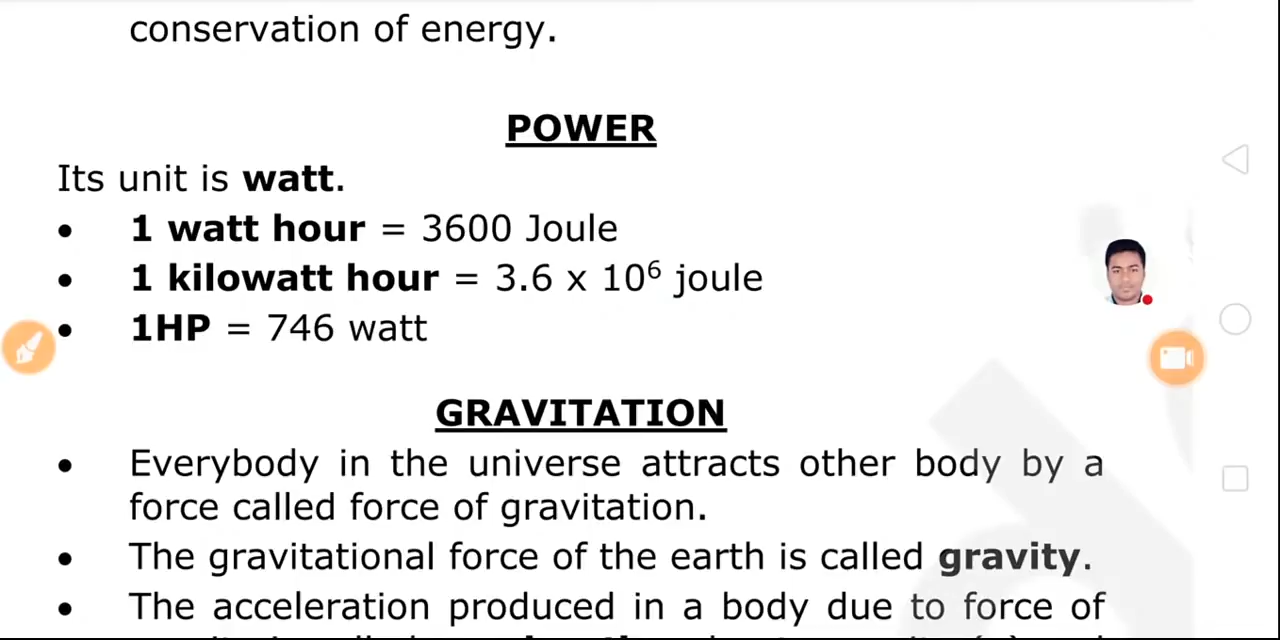 conservation of energy.
POWER
Its unit is watt.
• 1 watt hour = 3600 Joule
• 1 kilowatt hour = 3.6 x 10⁶ joule
• 1HP = 746 watt
GRAVITATION
• Everybody in the universe attracts other body by a
force called force of gravitation.
• The gravitational force of the earth is called gravity.
• The acceleration produced in a body due to force of